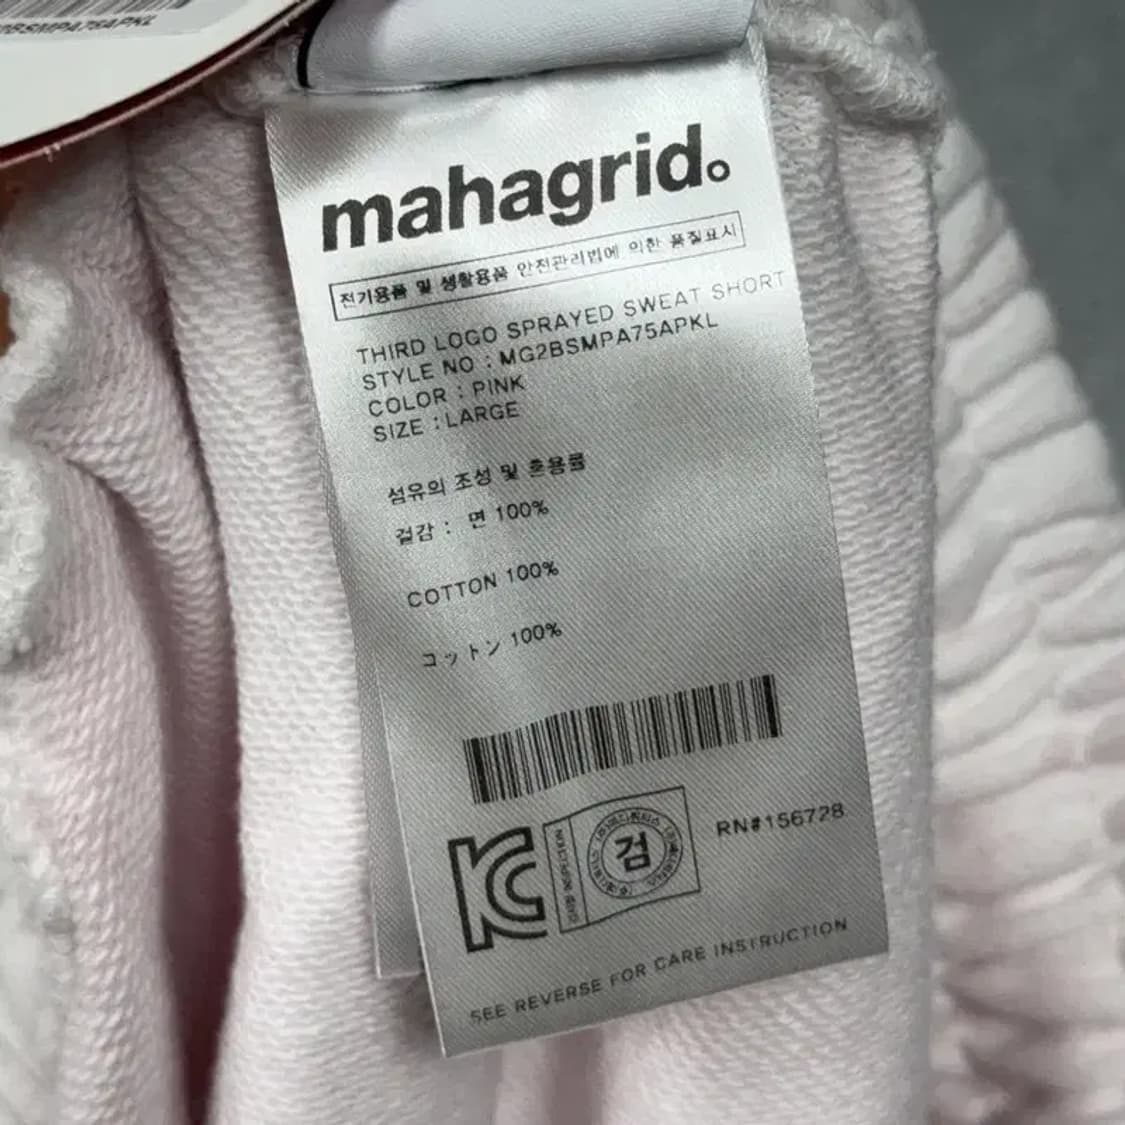 2BSMPA75APKL
mahagrid
전기용품 및 생활용품 안전관리법에 의한 품질표시
THIRD LOGO SPRAYED SWEAT SHORT
STYLE NO : MG2BSMPA75APKL
COLOR : PINK
SIZE : LARGE
섬유의 조성 및 혼용률
겉감 : 면 100%
COTTON 100%
コットン 100%
검
RN#156728
SEE REVERSE FOR CARE INSTRUCTION